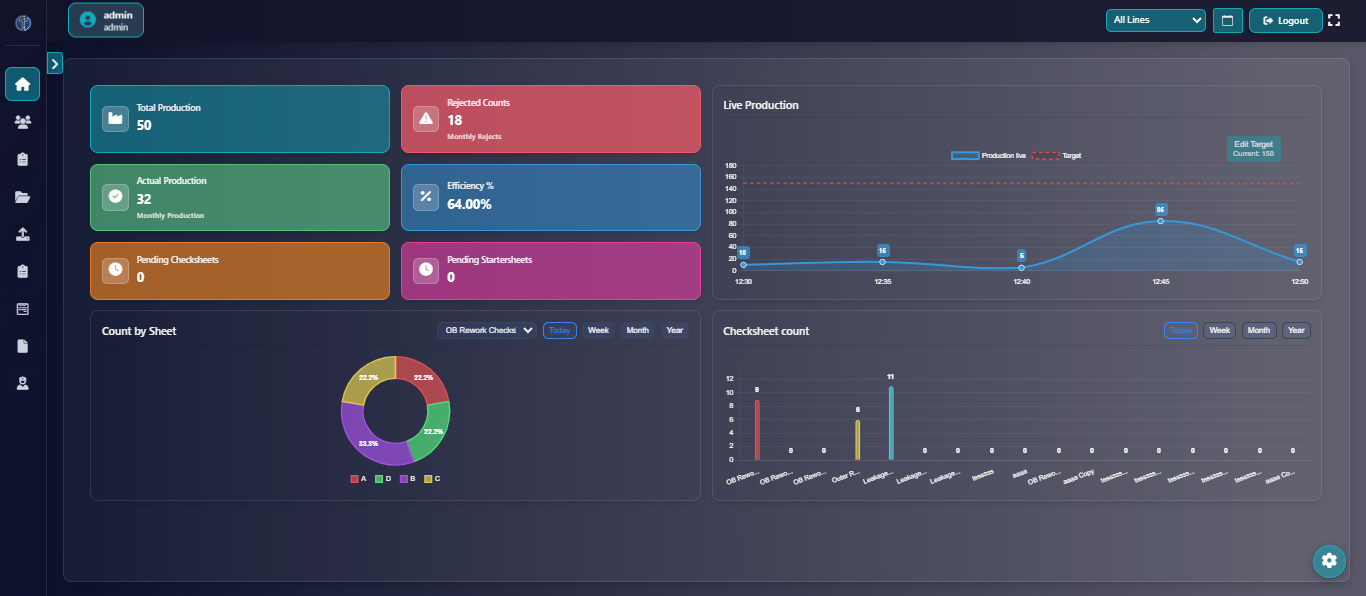 admin
admin
All Lines
Logout
Total Production
50
Rejected Counts
18
Monthly Rejects
Actual Production
32
Monthly Production
Efficiency %
64.00%
Pending Checksheets
0
Pending Startersheets
0
Live Production
Edit Target
Current: 150
Production live
Target
180
160
140
120
100
80
60
40
20
0
10
15
5
85
15
12:30
12:35
12:40
12:45
12:50
Count by Sheet
OB Rework Checks
Today
Week
Month
Year
22.2%
22.2%
22.2%
33.3%
A
D
B
C
Checksheet count
Today
Week
Month
Year
12
10
8
6
4
2
0
9
0
0
6
11
0
0
0
0
0
0
0
0
0
0
0
0
OB Rewo...
OB Rewo...
OB Rewo...
Outer R...
Leakage...
Leakage...
Leakage...
aaaa
OB Rewo...
aaaa Copy
aaaa Co...